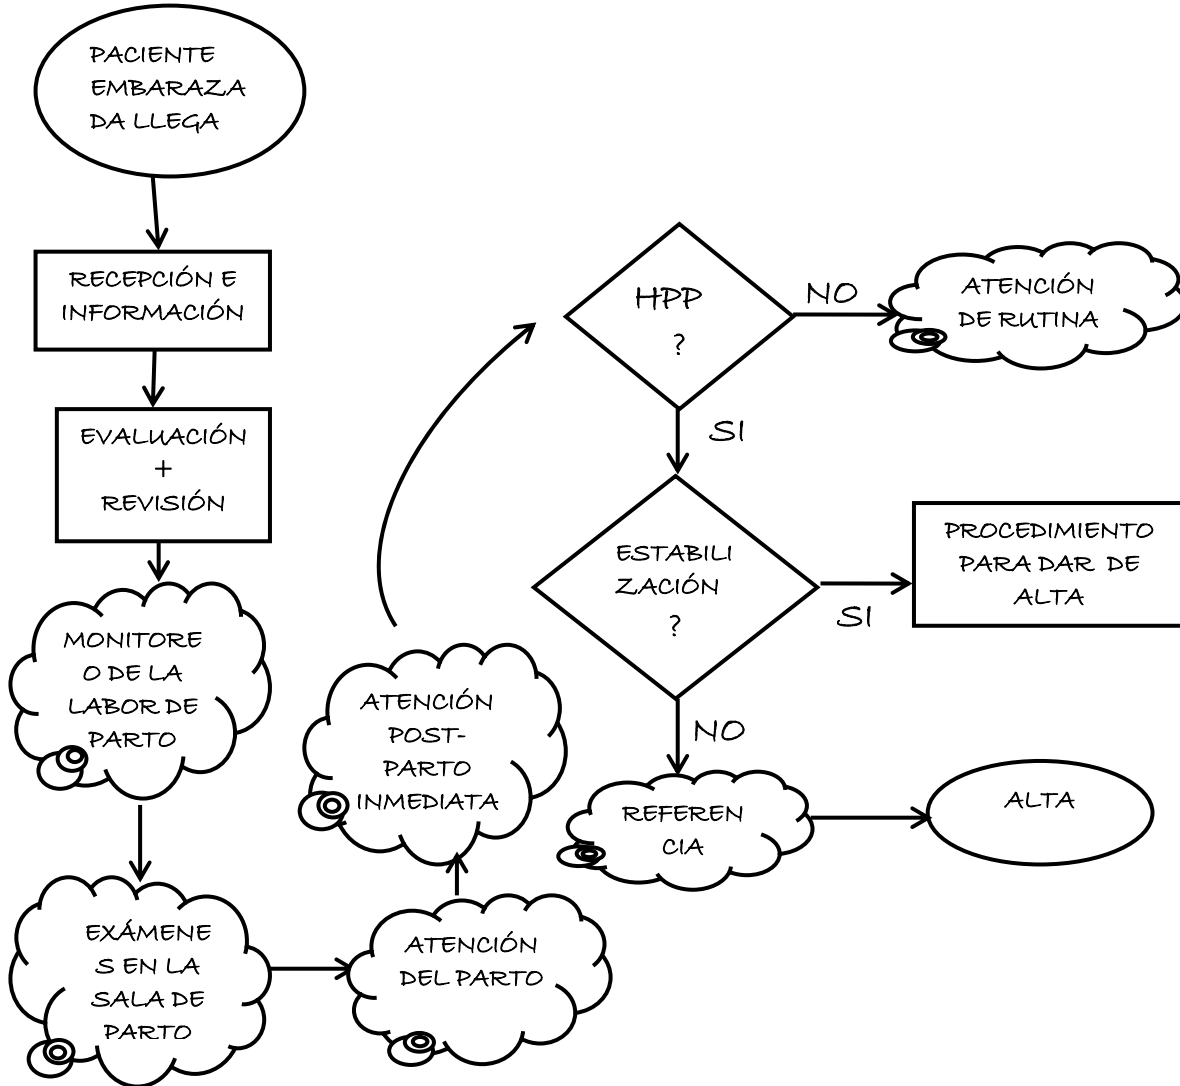 PACIENTE
EMBARAZA
DA LLEGA
RECEPCIÓN E
INFORMACIÓN
EVALUACIÓN
+
REVISIÓN
MONITORE
O DE LA
LABOR DE
PARTO
EXÁMENE
S EN LA
SALA DE
PARTO
ATENCIÓN
DEL PARTO
ATENCIÓN
POST-
PARTO
INMEDIATA
HPP
?
NO
ATENCIÓN
DE RUTINA
SI
ESTABILI
ZACIÓN
?
SI
PROCEDIMIENTO
PARA DAR DE
ALTA
NO
REFEREN
CIA
ALTA